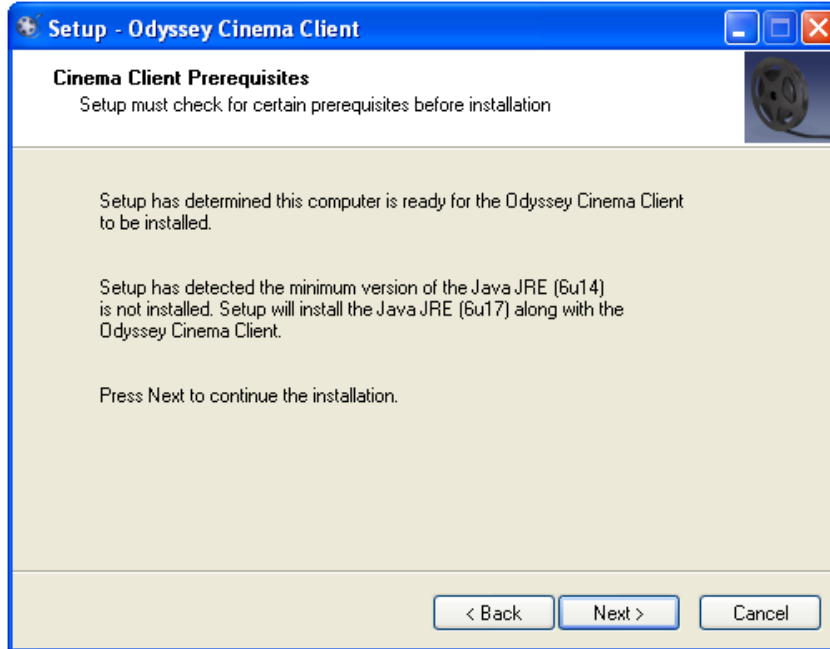 Setup - Odyssey Cinema Client
Cinema Client Prerequisites
Setup must check for certain prerequisites before installation
Setup has determined this computer is ready for the Odyssey Cinema Client
to be installed.
Setup has detected the minimum version of the Java JRE (6u14)
is not installed. Setup will install the Java JRE (6u17) along with the
Odyssey Cinema Client.
Press Next to continue the installation.
< Back Next > Cancel